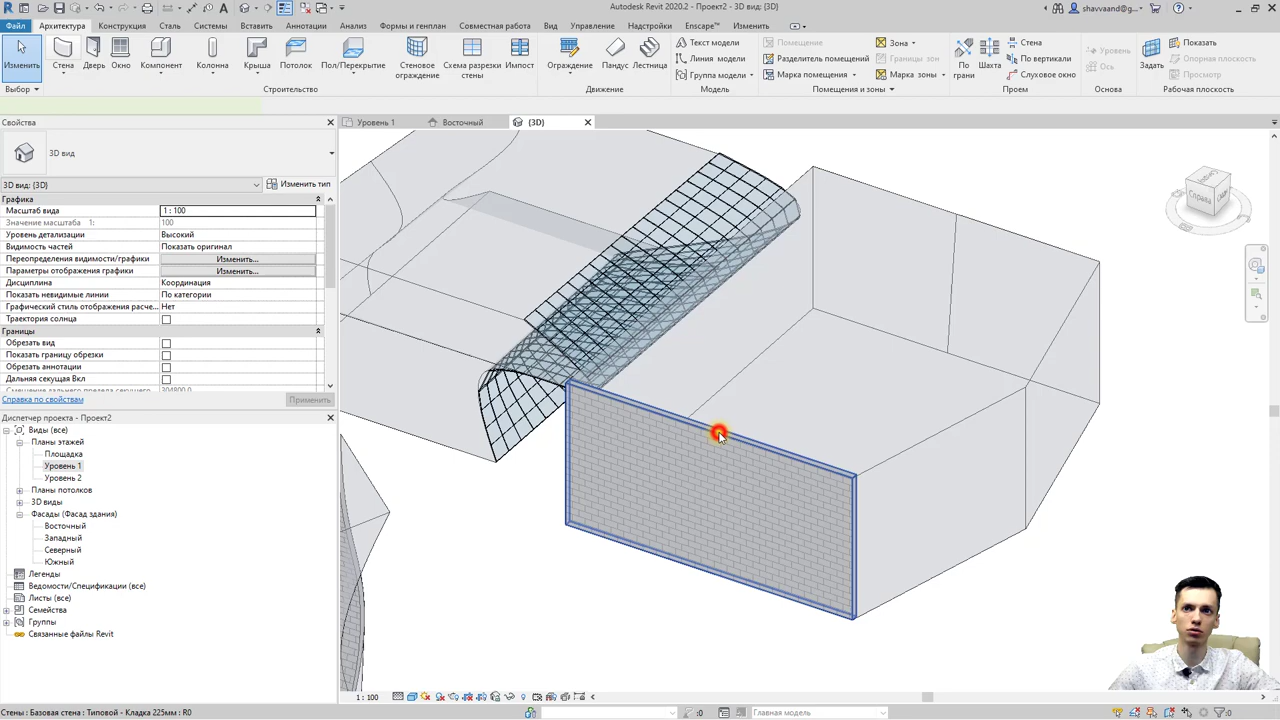 Autodesk Revit 2020.2 - Проект2 - 3D вид: {3D}
shavvaand@g...
Файл Архитектура Конструкция Сталь Системы Вставить Аннотации Анализ Формы и генплан Совместная работа Вид Управление Надстройки Enscape™ Изменить
Изменить Стена Дверь Окно Компонент Колонна Крыша Потолок Пол/Перекрытие Стеновое ограждение Схема разрезки стены Импост Ограждение Пандус Лестница
Текст модели Помещение Зона
Линия модели Разделитель помещений Границы зон
Группа модели Марка помещения Марка зоны
По грани Шахта Стена
По вертикали
Слуховое окно
Уровень
Ось
Задать Показать
Опорная плоскость
Просмотр
Выбор Строительство Движение Модель Помещения и зоны Проем Основа Рабочая плоскость
Свойства
Уровень 1 Восточный {3D}
3D вид
3D вид: {3D} Изменить тип
Графика
Масштаб вида 1 : 100
Значение масштаба 1: 100
Уровень детализации Высокий
Видимость частей Показать оригинал
Переопределения видимости/графики Изменить...
Параметры отображения графики Изменить...
Дисциплина Координация
Показать невидимые линии По категории
Графический стиль отображения расче... Нет
Траектория солнца
Границы
Обрезать вид
Показать границу обрезки
Обрезать аннотации
Дальняя секущая Вкл
Смещение дальнего предела секущего... 304800.0
Справка по свойствам Применить
Диспетчер проекта - Проект2
Виды (все)
Планы этажей
Площадка
Уровень 1
Уровень 2
Планы потолков
3D виды
Фасады (Фасад здания)
Восточный
Западный
Северный
Южный
Легенды
Ведомости/Спецификации (все)
Листы (все)
Семейства
Группы
Связанные файлы Revit
Справа
1 : 100
Стены : Базовая стена : Типовой - Кладка 225мм : R0
:0
Главная модель
:0